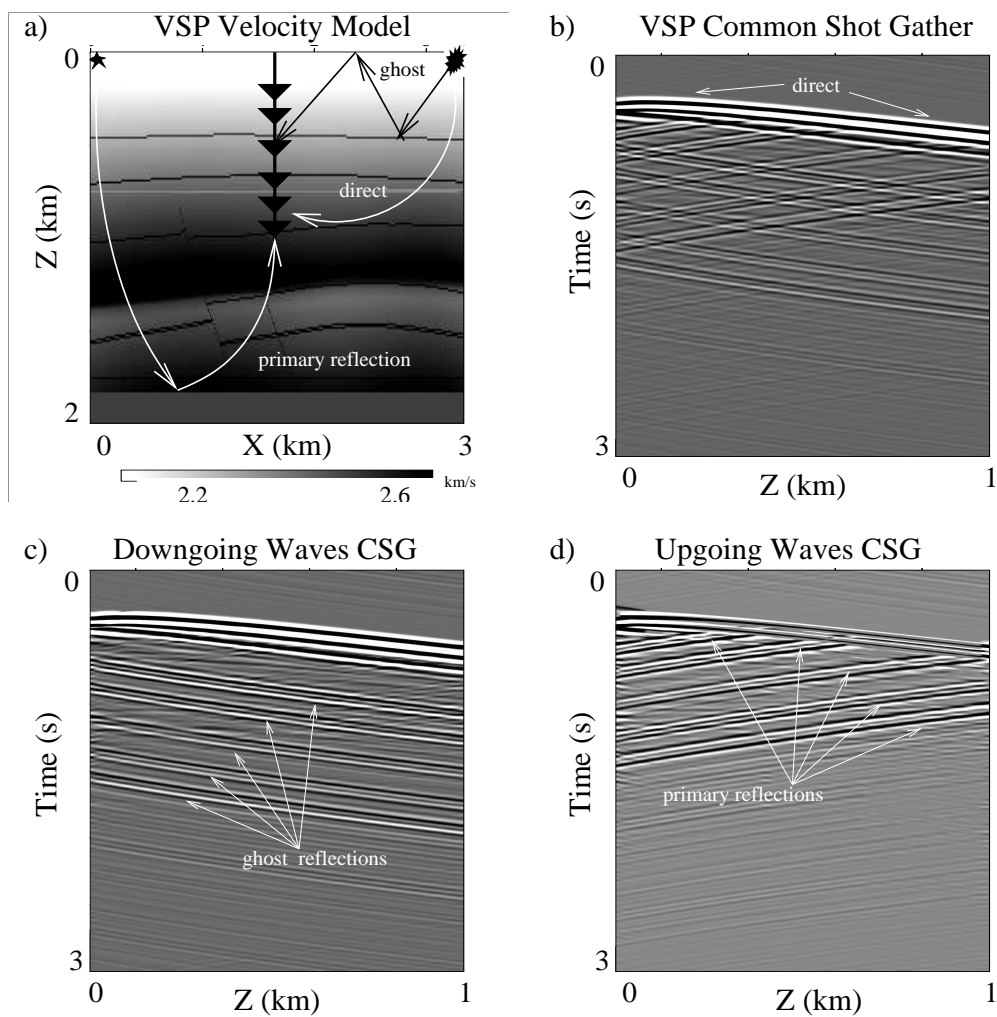 a) VSP Velocity Model
0
ghost
direct
Z (km)
primary reflection
2
0 X (km) 3
2.2 2.6 km/s
b) VSP Common Shot Gather
0
direct
Time (s)
3
0 Z (km) 1
c) Downgoing Waves CSG
0
Time (s)
ghost reflections
3
0 Z (km) 1
d) Upgoing Waves CSG
0
Time (s)
primary reflections
3
0 Z (km) 1